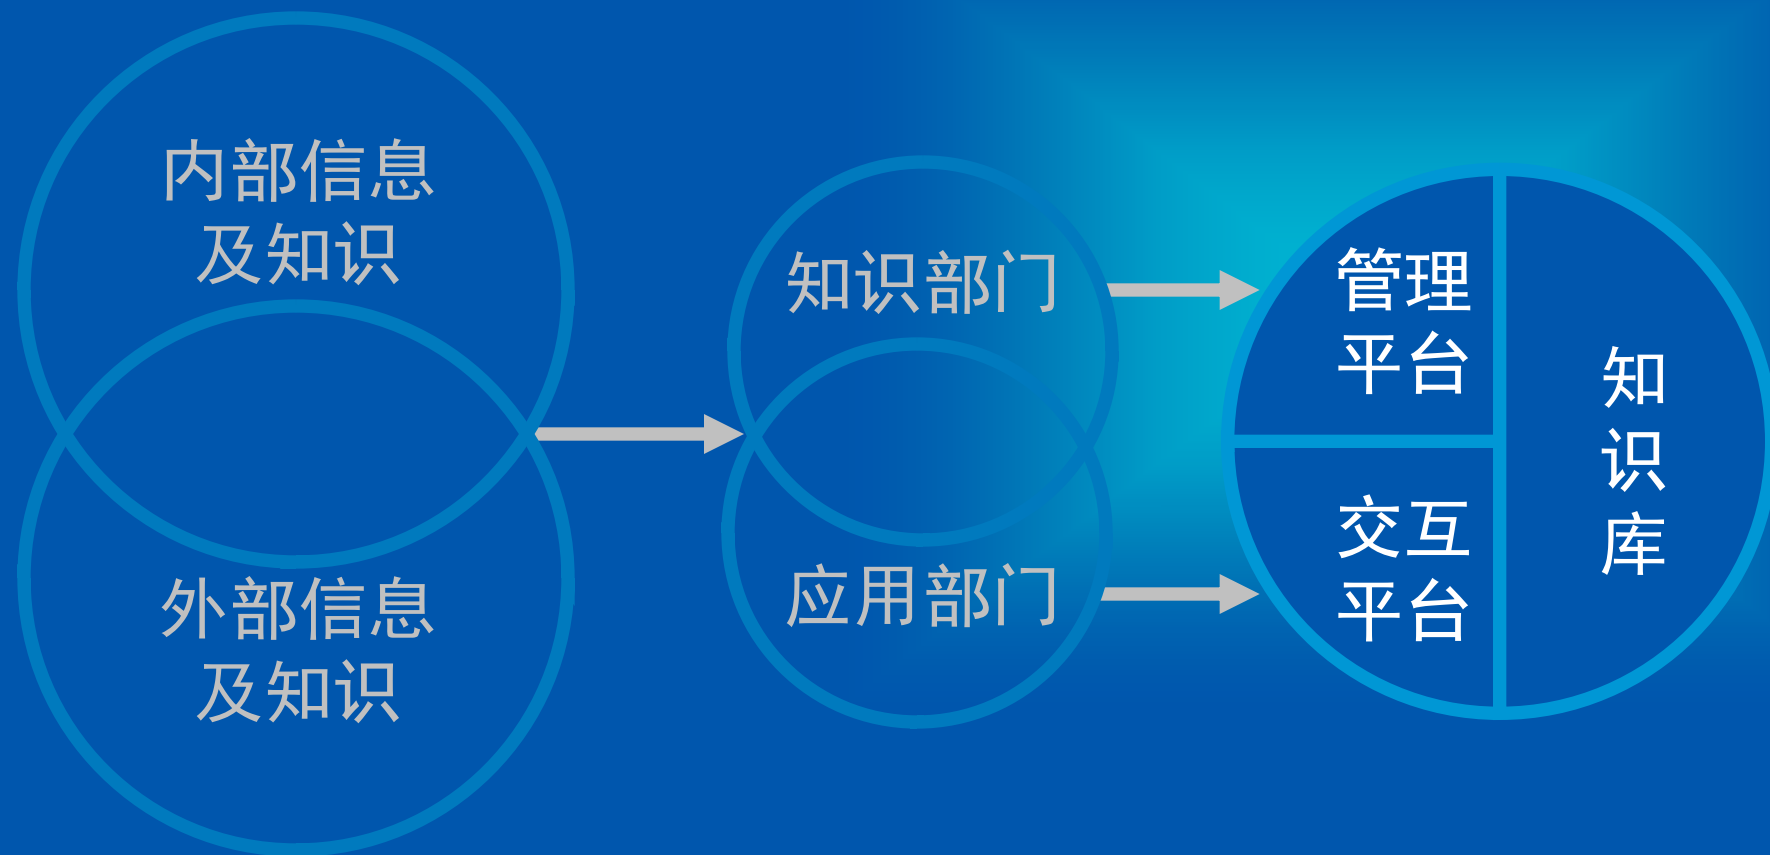 内部信息
及知识
外部信息
及知识
知识部门
应用部门
管理
平台
交互
平台
知
识
库